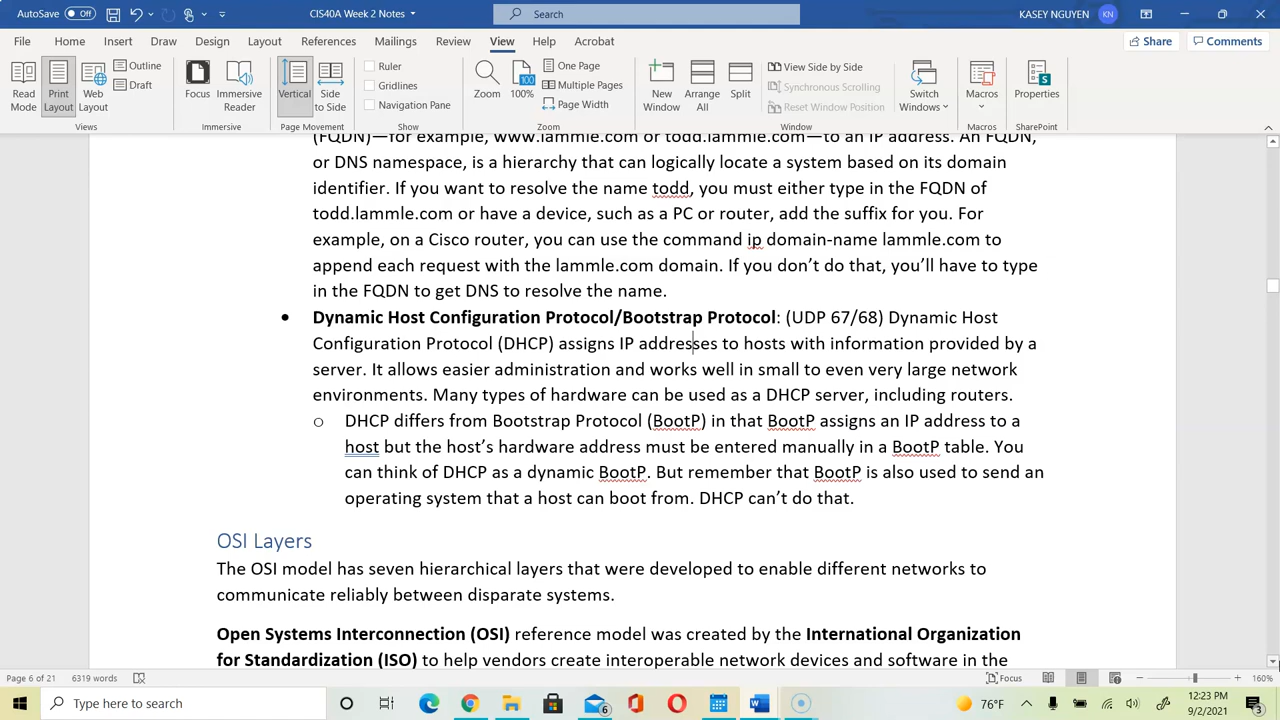 AutoSave Off
CIS40A Week 2 Notes
Search
KASEY NGUYEN KN
File Home Insert Draw Design Layout References Mailings Review View Help Acrobat Share Comments
Read Mode
Print Layout
Web Layout
Outline
Draft
Views
Focus
Immersive Reader
Immersive
Vertical
Side to Side
Page Movement
Ruler
Gridlines
Navigation Pane
Show
Zoom
100
100%
One Page
Multiple Pages
Page Width
Zoom
New Window
Arrange All
Split
View Side by Side
Synchronous Scrolling
Reset Window Position
Switch Windows
Window
Macros
Macros
Properties
SharePoint
(FQDN)—for example, www.lammle.com or todd.lammle.com—to an IP address. An FQDN,
or DNS namespace, is a hierarchy that can logically locate a system based on its domain
identifier. If you want to resolve the name todd, you must either type in the FQDN of
todd.lammle.com or have a device, such as a PC or router, add the suffix for you. For
example, on a Cisco router, you can use the command ip domain-name lammle.com to
append each request with the lammle.com domain. If you don’t do that, you’ll have to type
in the FQDN to get DNS to resolve the name.
• Dynamic Host Configuration Protocol/Bootstrap Protocol: (UDP 67/68) Dynamic Host
Configuration Protocol (DHCP) assigns IP addresses to hosts with information provided by a
server. It allows easier administration and works well in small to even very large network
environments. Many types of hardware can be used as a DHCP server, including routers.
o DHCP differs from Bootstrap Protocol (BootP) in that BootP assigns an IP address to a
host but the host’s hardware address must be entered manually in a BootP table. You
can think of DHCP as a dynamic BootP. But remember that BootP is also used to send an
operating system that a host can boot from. DHCP can’t do that.
OSI Layers
The OSI model has seven hierarchical layers that were developed to enable different networks to
communicate reliably between disparate systems.
Open Systems Interconnection (OSI) reference model was created by the International Organization
for Standardization (ISO) to help vendors create interoperable network devices and software in the
Page 6 of 21 6319 words Focus 160%
Type here to search
6
76°F
12:23 PM
9/2/2021
3